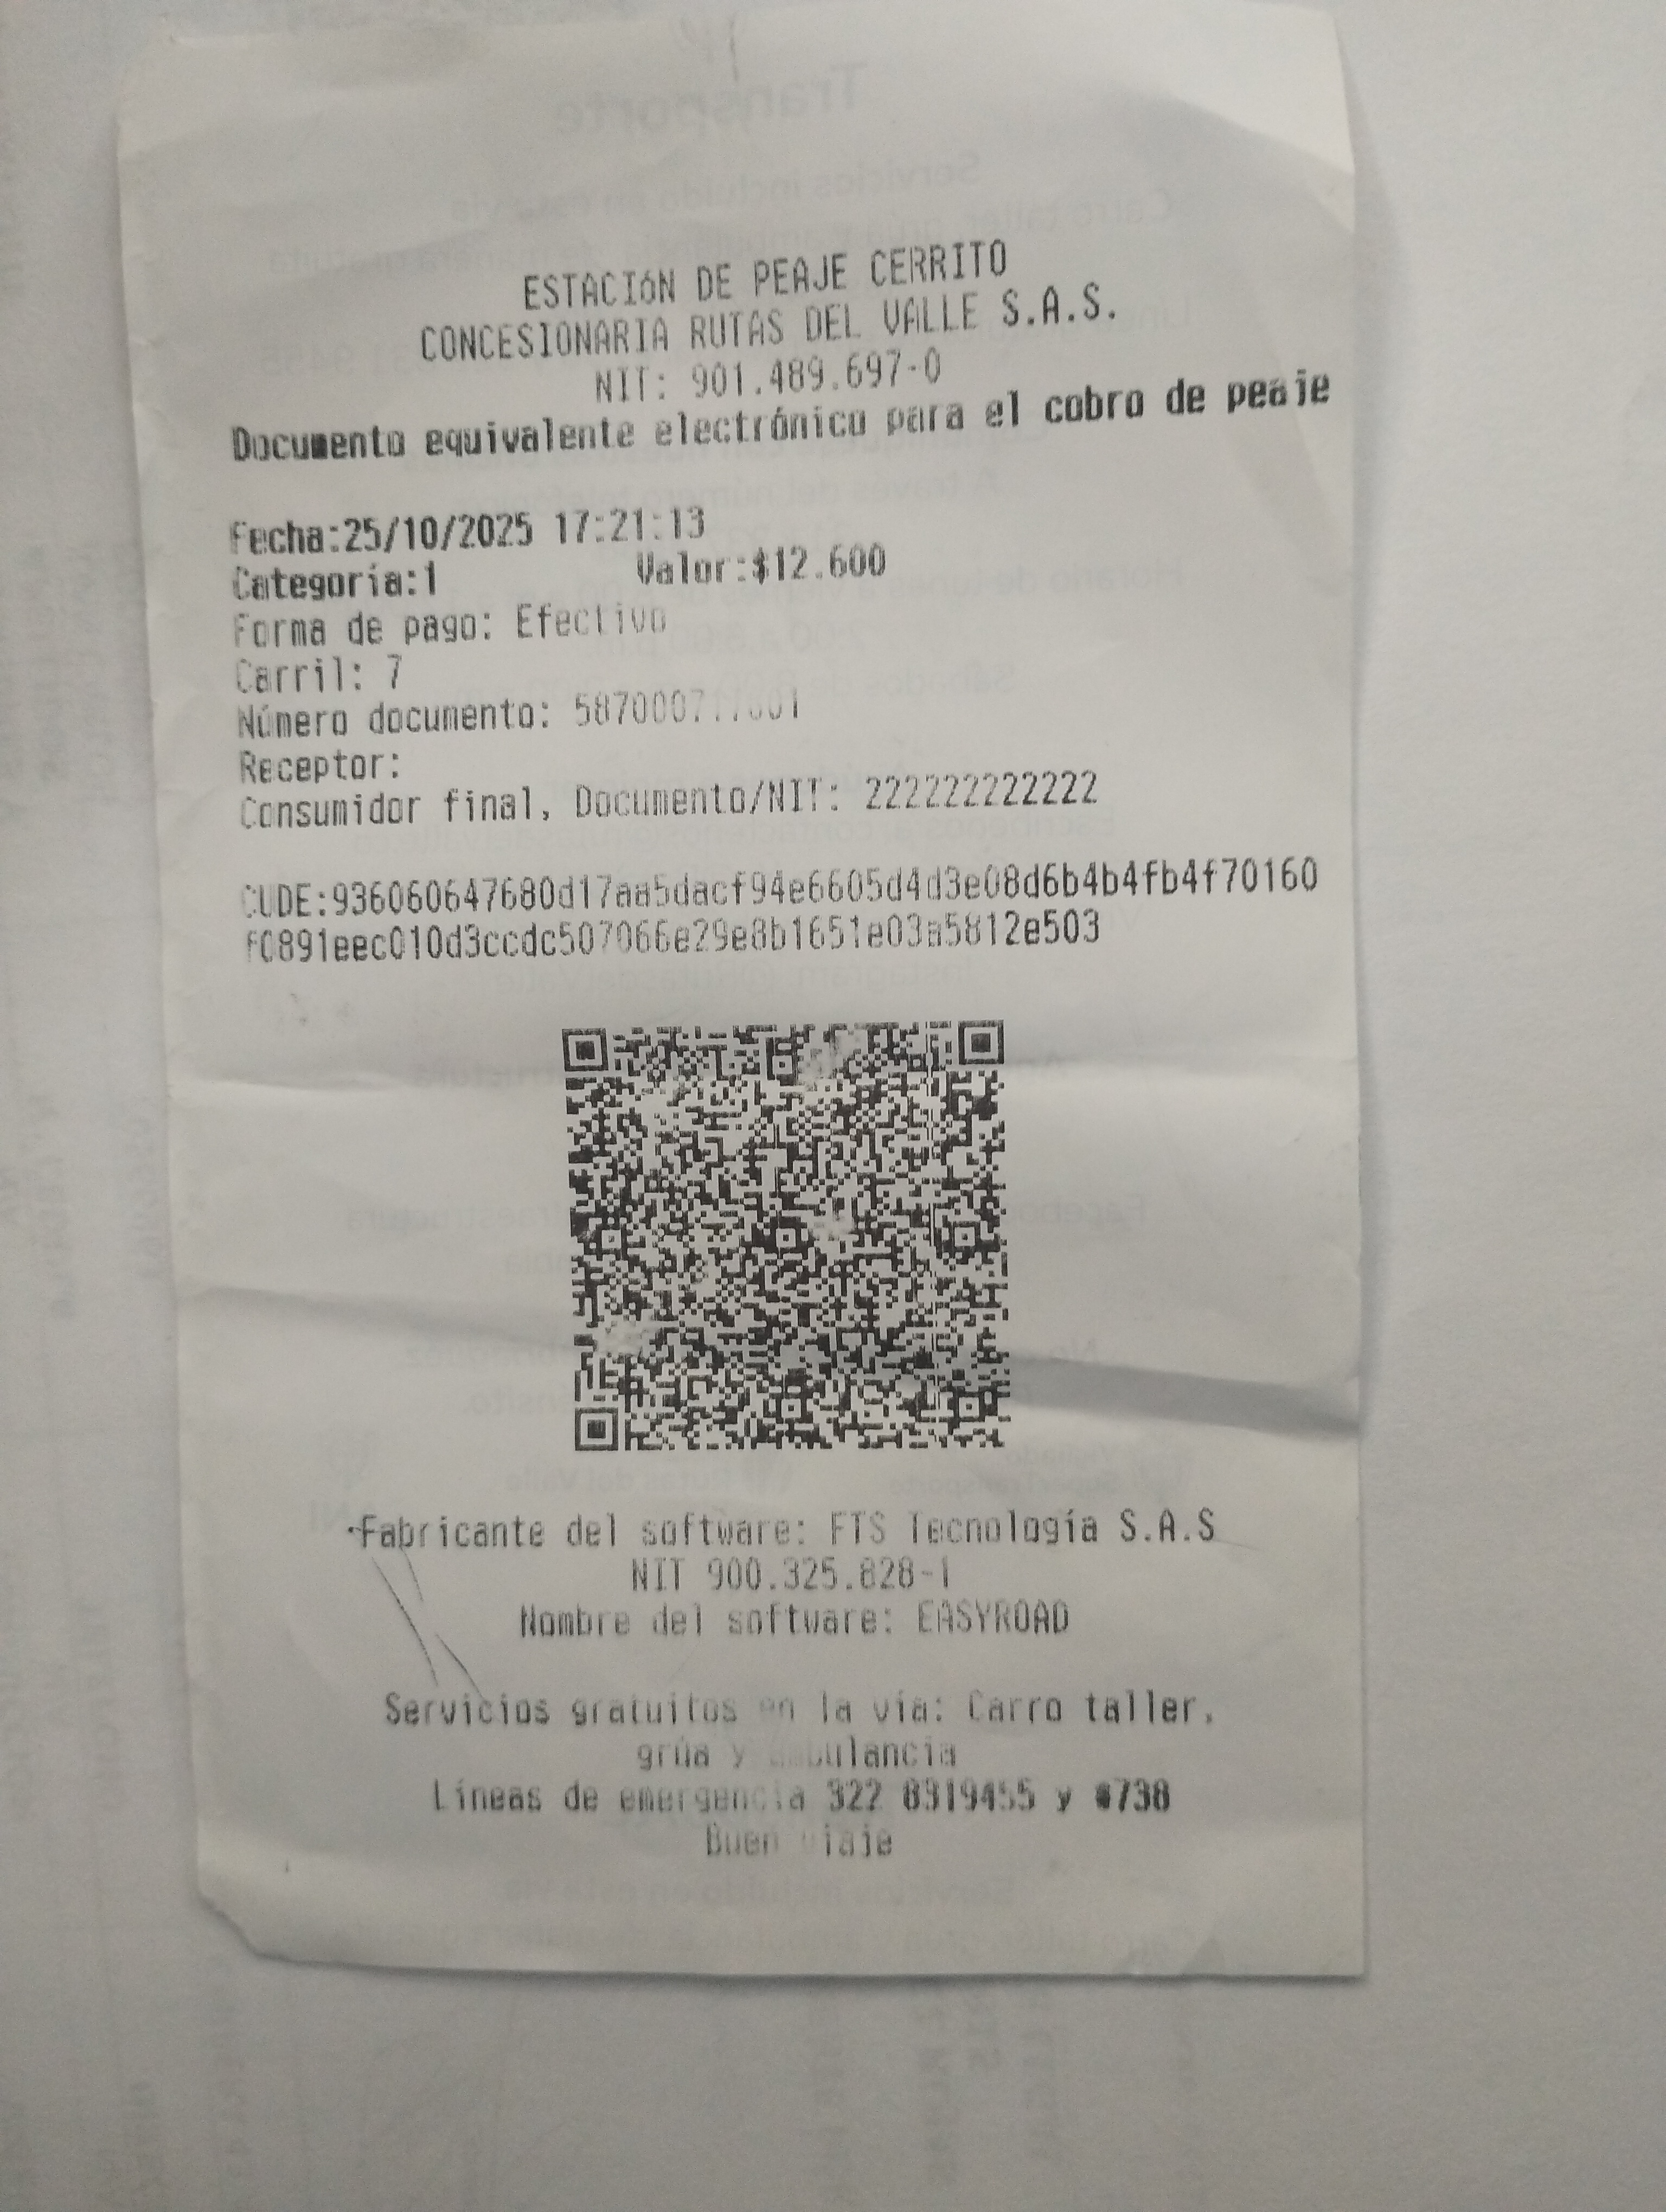 ESTACIÓN DE PEAJE CERRITO
CONCESIONARIA RUTAS DEL VALLE S.A.S.
NIT: 901.489.697-0
Documento equivalente electrónico para el cobro de peaje
Fecha:25/10/2025 17:21:13
Categoría:1 Valor:$12.600
Forma de pago: Efectivo
Carril: 7
Número documento:
Receptor:
Consumidor final, Documento/NIT: 222222222222
CUDE:936060647680d17aa5dacf94e6605d4d3e08d6b4b4fb4f70160
f0891eec010d3ccdc507066e29e8b1651e03a5812e503
Fabricante del software: FTS Tecnología S.A.S
NIT 900.325.828-1
Nombre del software: EASYROAD
Servicios gratuitos en la vía: Carro taller,
grúa y ambulancia
Líneas de emergencia 322 8319455 y #738
Buen viaje